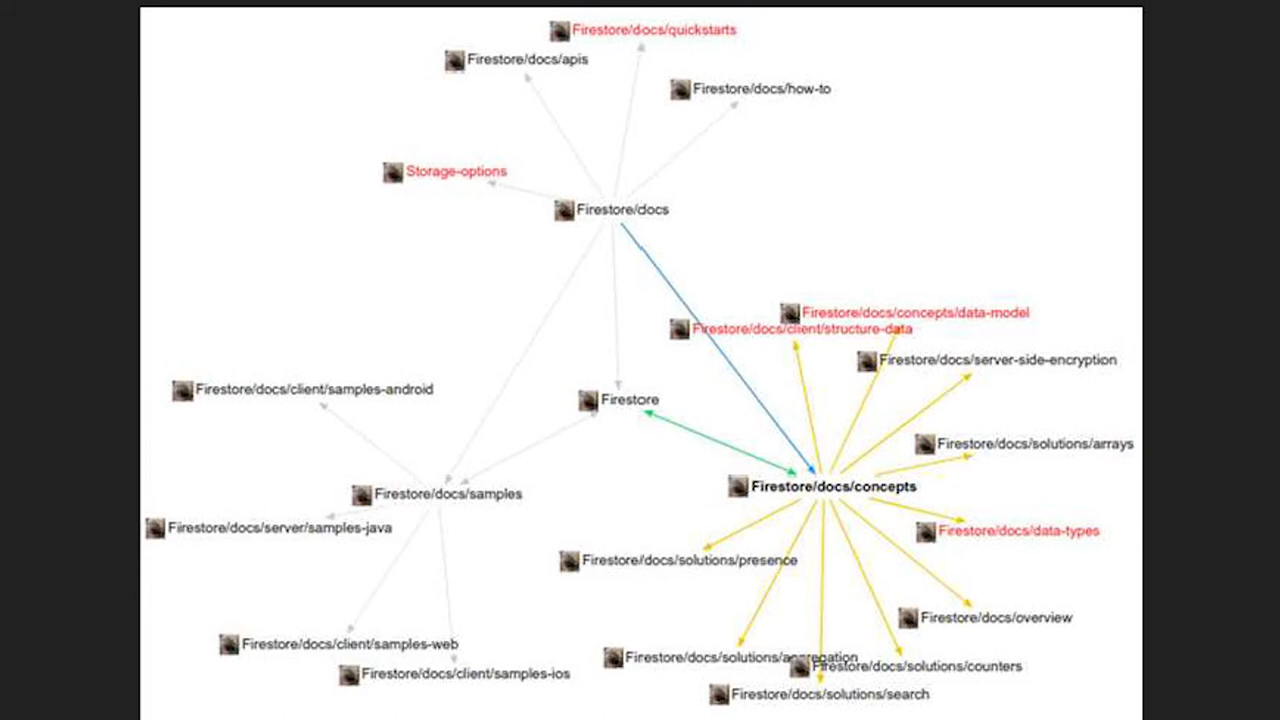 Firestore/docs/quickstarts
Firestore/docs/apis
Firestore/docs/how-to
Storage-options
Firestore/docs
Firestore/docs/concepts/data-model
Firestore/docs/client/structure-data
Firestore/docs/server-side-encryption
Firestore/docs/client/samples-android
Firestore
Firestore/docs/solutions/arrays
Firestore/docs/concepts
Firestore/docs/samples
Firestore/docs/server/samples-java
Firestore/docs/data-types
Firestore/docs/solutions/presence
Firestore/docs/overview
Firestore/docs/client/samples-web
Firestore/docs/solutions/aggregation
Firestore/docs/solutions/counters
Firestore/docs/client/samples-ios
Firestore/docs/solutions/search